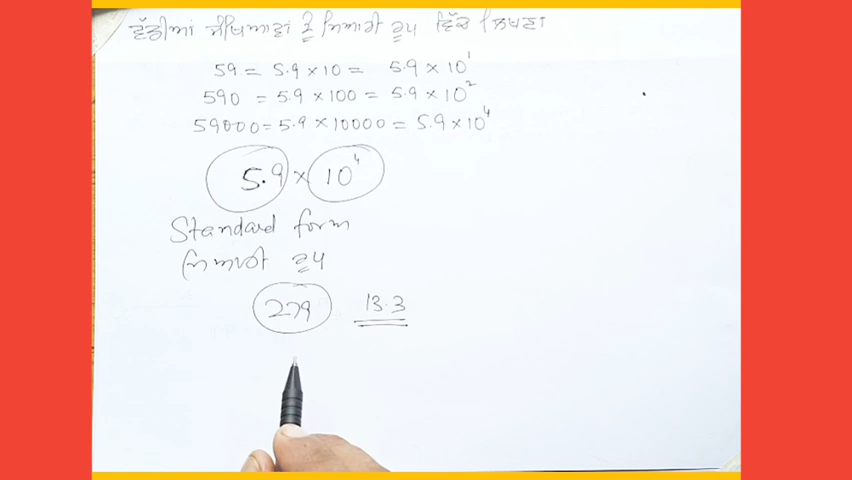 ਵੱਡੀਆਂ ਸੰਖਿਆਵਾਂ ਨੂੰ ਮਿਆਰੀ ਰੂਪ ਵਿੱਚ ਲਿਖਣਾ
59 = 5.9 × 10 = 5.9 × 10¹
590 = 5.9 × 100 = 5.9 × 10²
59000 = 5.9 × 10000 = 5.9 × 10⁴
5.9 × 10⁴
Standard form
ਮਿਆਰੀ ਰੂਪ
279 13.3